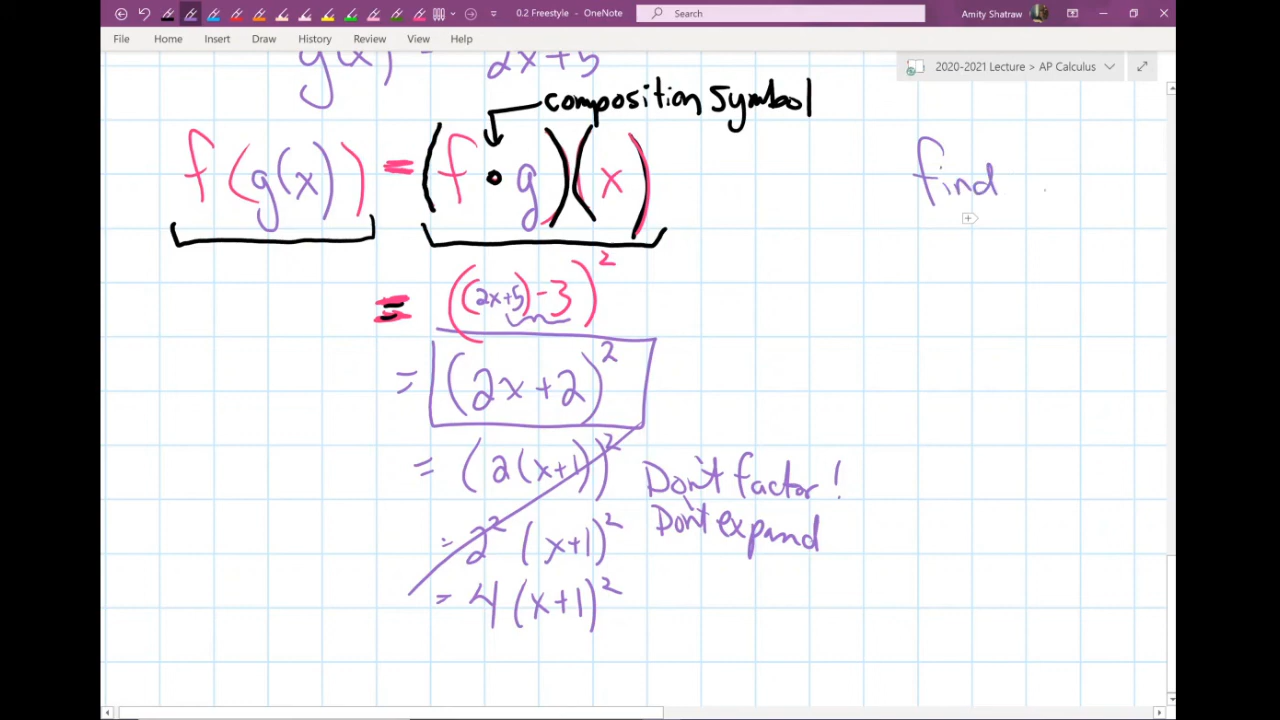 0.2 Freestyle - OneNote
Search
Amity Shatraw
File Home Insert Draw History Review View Help
2020-2021 Lecture > AP Calculus
g(x) = 2x+5
composition symbol
f(g(x)) = (f ∘ g)(x)
find
= ((2x+5)-3)²
= (2x+2)²
= (2(x+1))²
Don't factor!
Don't expand
= 2² (x+1)²
= 4(x+1)²